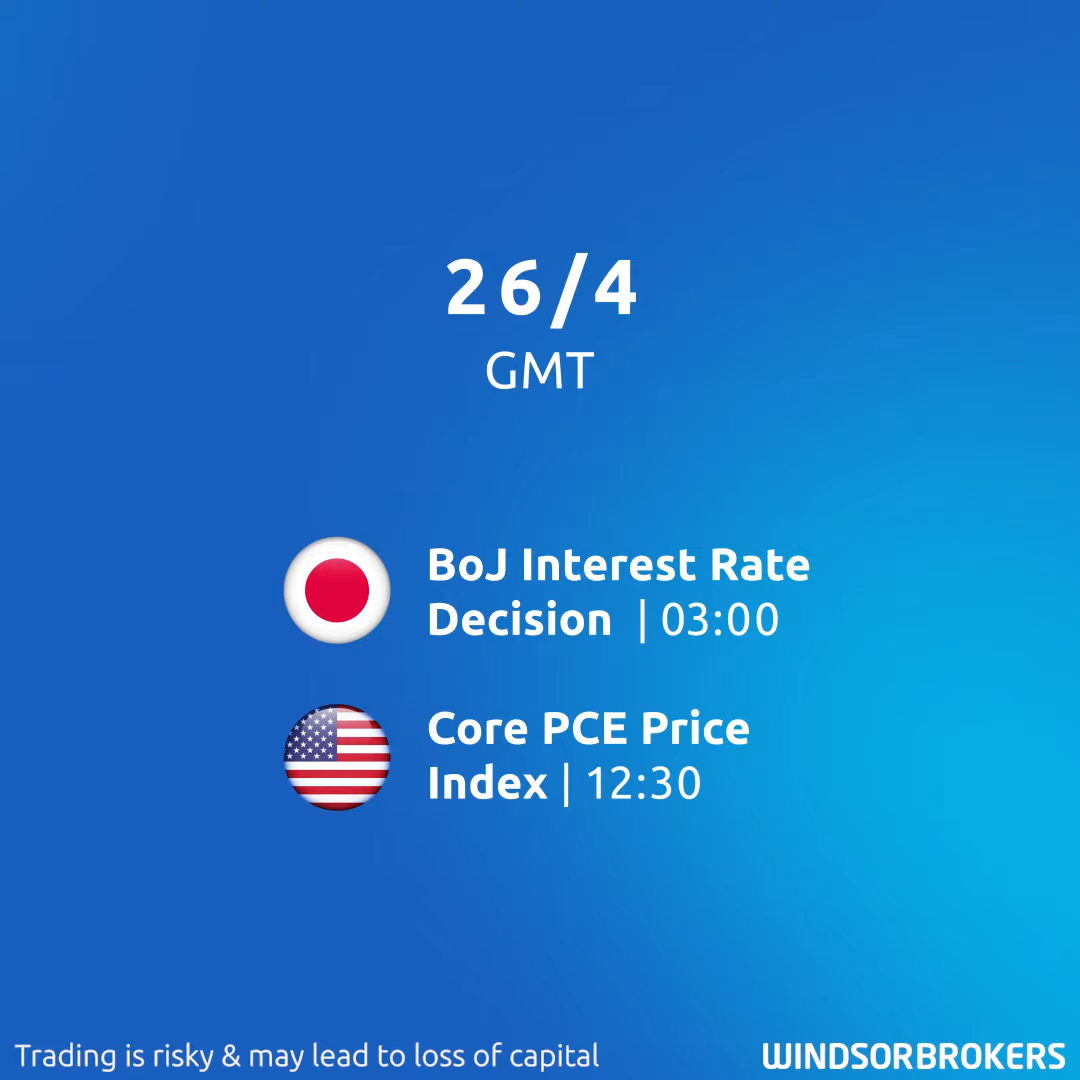 26/4
GMT
BoJ Interest Rate
Decision | 03:00
Core PCE Price
Index | 12:30
Trading is risky & may lead to loss of capital
WINDSORBROKERS